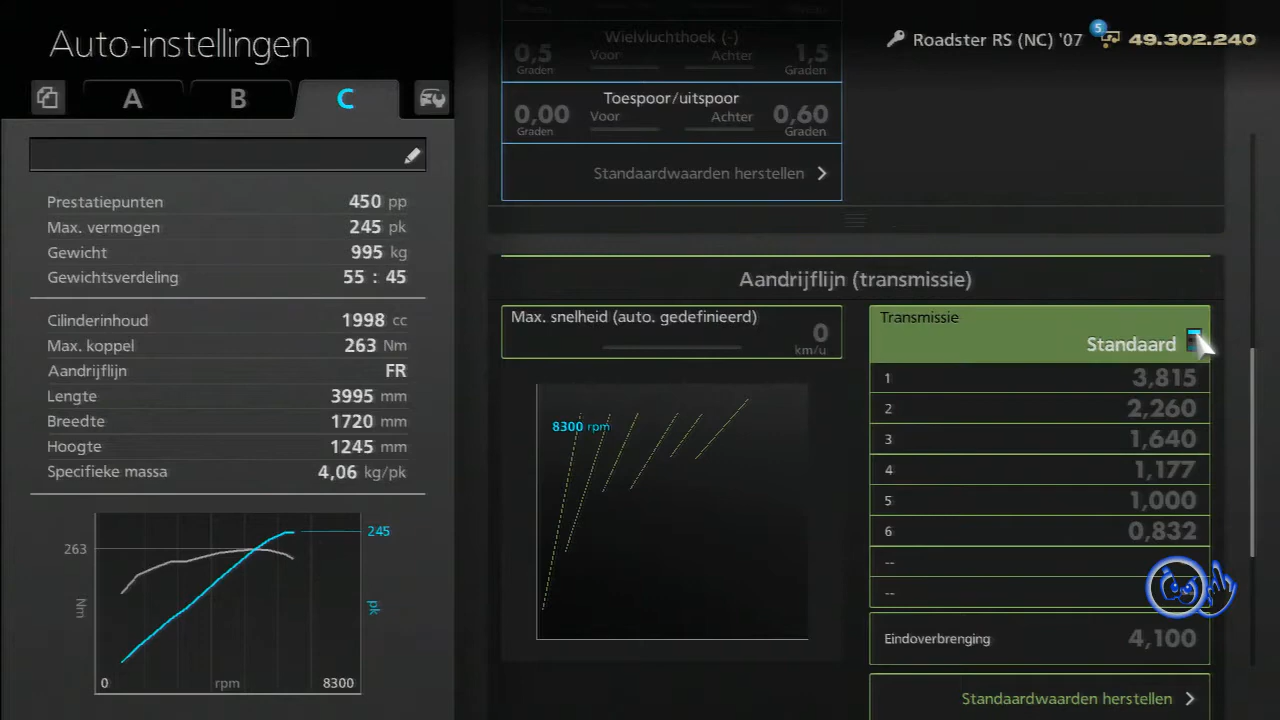 Auto-instellingen
Roadster RS (NC) '07
5
49.302.240
A
B
C
Prestatiepunten 450 pp
Max. vermogen 245 pk
Gewicht 995 kg
Gewichtsverdeling 55 : 45
Cilinderinhoud 1998 cc
Max. koppel 263 Nm
Aandrijflijn FR
Lengte 3995 mm
Breedte 1720 mm
Hoogte 1245 mm
Specifieke massa 4,06 kg/pk
245
263
Nm
pk
0 rpm 8300
Wielvluchthoek (-)
0,5 Voor Achter 1,5
Graden Graden
Toespoor/uitspoor
0,00 Voor Achter 0,60
Graden Graden
Standaardwaarden herstellen
Aandrijflijn (transmissie)
Max. snelheid (auto. gedefinieerd)
0
km/u
8300 rpm
Transmissie
Standaard
1 3,815
2 2,260
3 1,640
4 1,177
5 1,000
6 0,832
--
--
Eindoverbrenging 4,100
Standaardwaarden herstellen